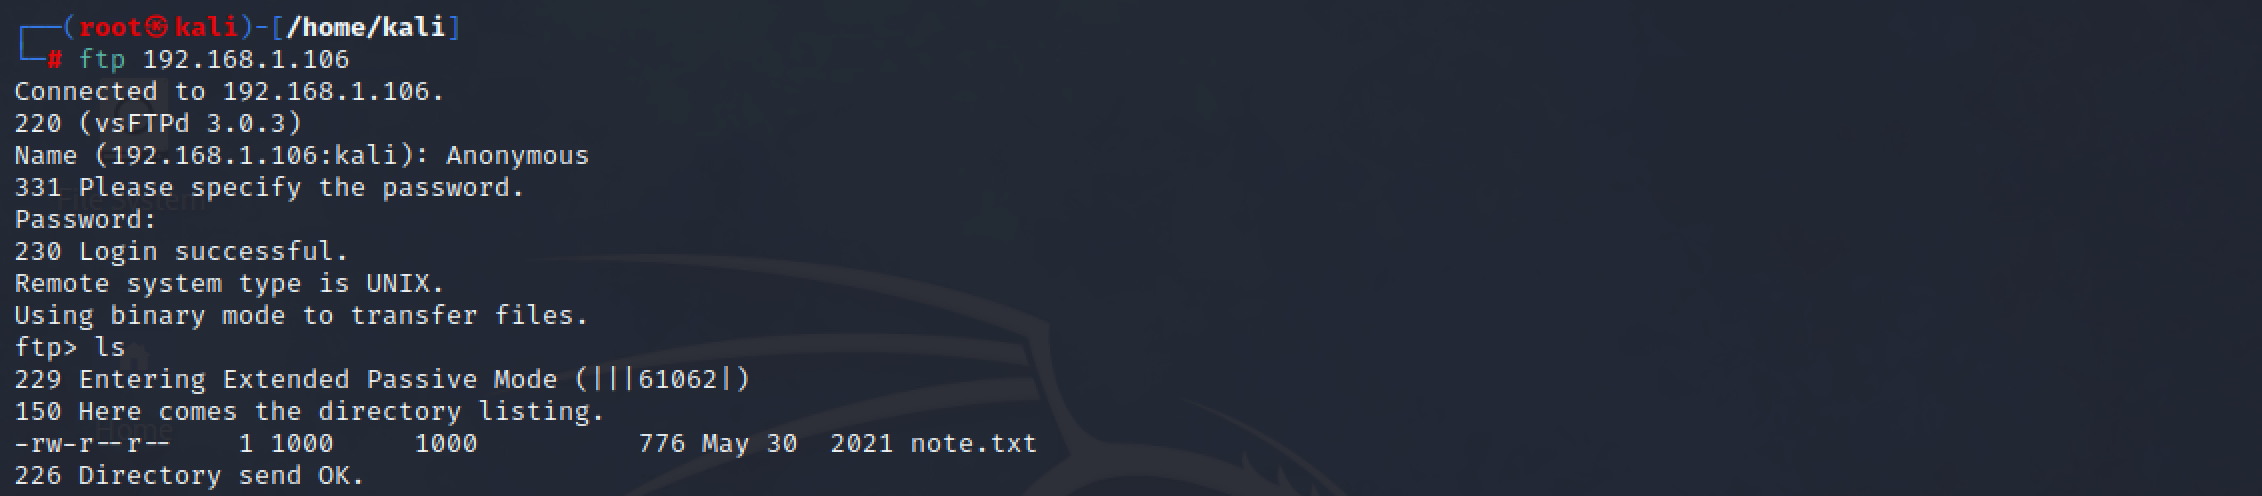 ┌──(root㉿kali)-[/home/kali]
└─# ftp 192.168.1.106
Connected to 192.168.1.106.
220 (vsFTPd 3.0.3)
Name (192.168.1.106:kali): Anonymous
331 Please specify the password.
Password:
230 Login successful.
Remote system type is UNIX.
Using binary mode to transfer files.
ftp> ls
229 Entering Extended Passive Mode (|||61062|)
150 Here comes the directory listing.
-rw-r--r--    1 1000     1000          776 May 30  2021 note.txt
226 Directory send OK.
File System
Home